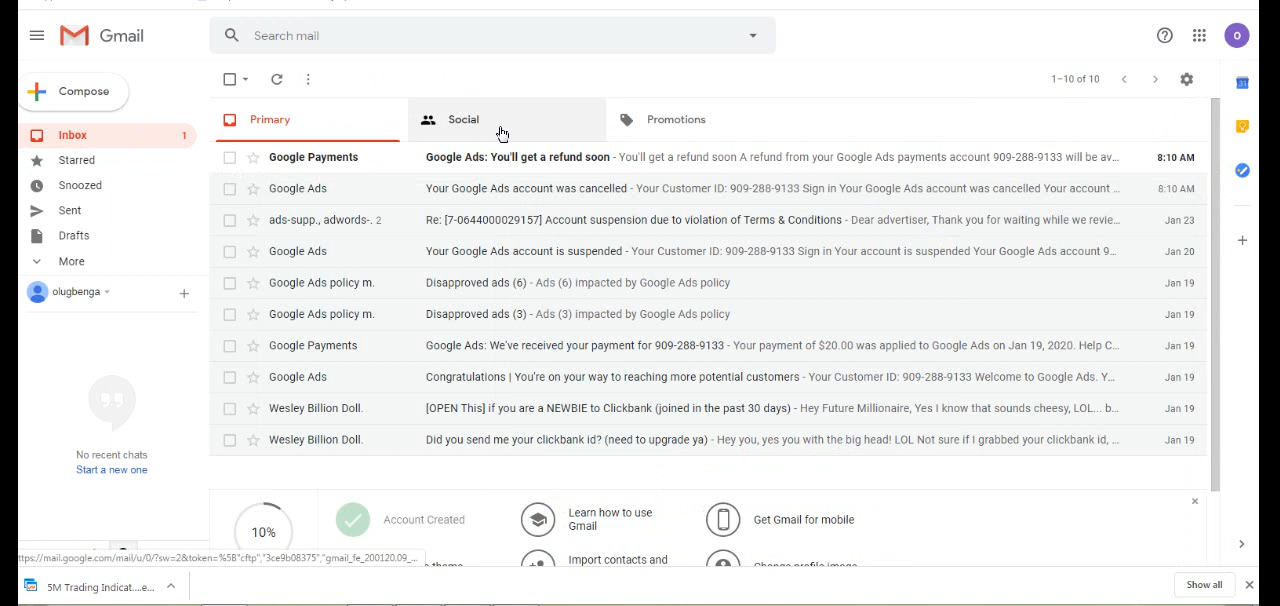 Gmail
Search mail
O
Compose
1–10 of 10
31
Inbox 1
Primary
Social
Promotions
Starred
Snoozed
Sent
Drafts
More
olugbenga
Google Payments Google Ads: You'll get a refund soon - You'll get a refund soon A refund from your Google Ads payments account 909-288-9133 will be av... 8:10 AM
Google Ads Your Google Ads account was cancelled - Your Customer ID: 909-288-9133 Sign in Your Google Ads account was cancelled Your account ... 8:10 AM
ads-supp., adwords-. 2 Re: [7-0644000029157] Account suspension due to violation of Terms & Conditions - Dear advertiser, Thank you for waiting while we revie... Jan 23
Google Ads Your Google Ads account is suspended - Your Customer ID: 909-288-9133 Sign in Your account is suspended Your Google Ads account 9... Jan 20
Google Ads policy m. Disapproved ads (6) - Ads (6) impacted by Google Ads policy Jan 19
Google Ads policy m. Disapproved ads (3) - Ads (3) impacted by Google Ads policy Jan 19
Google Payments Google Ads: We've received your payment for 909-288-9133 - Your payment of $20.00 was applied to Google Ads on Jan 19, 2020. Help C... Jan 19
Google Ads Congratulations | You're on your way to reaching more potential customers - Your Customer ID: 909-288-9133 Welcome to Google Ads. Y... Jan 19
Wesley Billion Doll. [OPEN This] if you are a NEWBIE to Clickbank (joined in the past 30 days) - Hey Future Millionaire, Yes I know that sounds cheesy, LOL... b... Jan 19
Wesley Billion Doll. Did you send me your clickbank id? (need to upgrade ya) - Hey you, yes you with the big head! LOL Not sure if I grabbed your clickbank id, ... Jan 19
No recent chats
Start a new one
10%
Account Created
Learn how to use
Gmail
Get Gmail for mobile
Import contacts and
ttps://mail.google.com/mail/u/0/?sw=2&token=%5B"cftp","3ce9b08375","gmail_fe_200120.09_...
5M Trading Indicat....e...
Show all